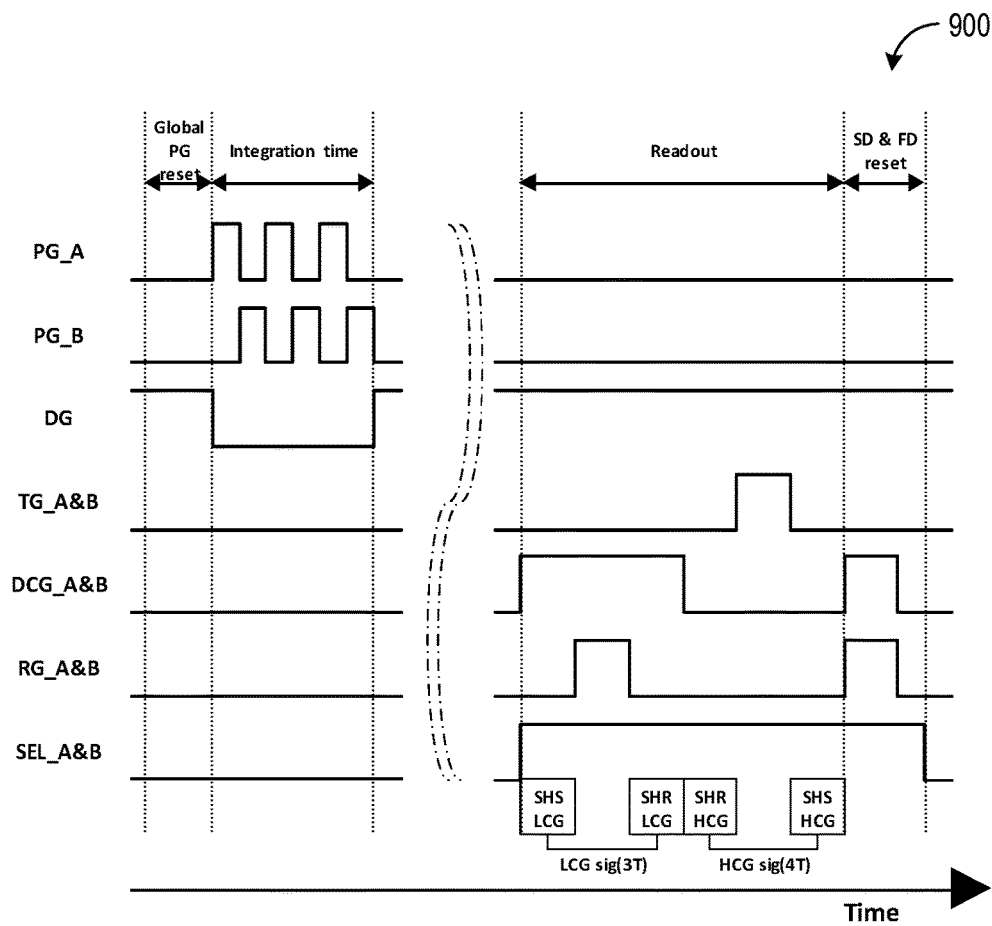 900
Global
PG
reset
Integration time
Readout
SD & FD
reset
PG_A
PG_B
DG
TG_A&B
DCG_A&B
RG_A&B
SEL_A&B
SHS
LCG
SHR
LCG
SHR
HCG
SHS
HCG
LCG sig(3T)
HCG sig(4T)
Time